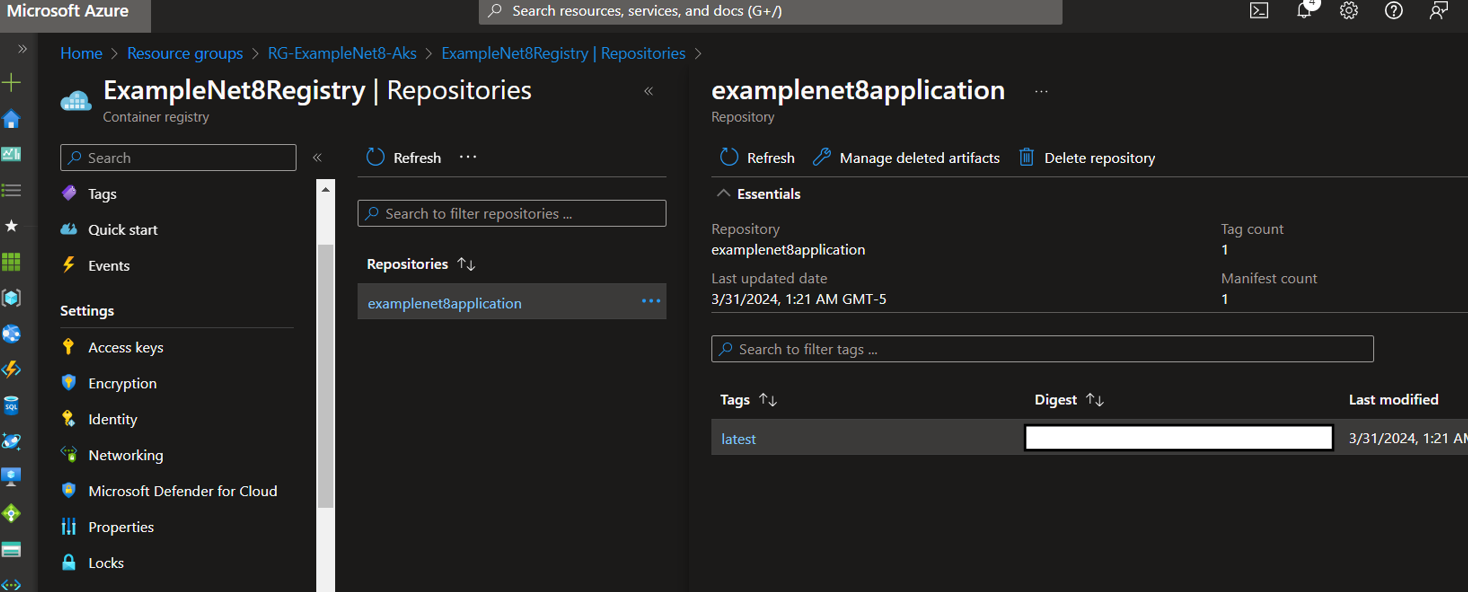 Microsoft Azure
Search resources, services, and docs (G+/)
4
Home > Resource groups > RG-ExampleNet8-Aks > ExampleNet8Registry | Repositories >
ExampleNet8Registry | Repositories
Container registry
Search
Tags
Quick start
Events
Settings
Access keys
Encryption
Identity
Networking
Microsoft Defender for Cloud
Properties
Locks
Refresh
Search to filter repositories ...
Repositories
examplenet8application
examplenet8application
Repository
Refresh Manage deleted artifacts Delete repository
Essentials
Repository
examplenet8application
Tag count
1
Last updated date
3/31/2024, 1:21 AM GMT-5
Manifest count
1
Search to filter tags ...
Tags Digest Last modified
latest 3/31/2024, 1:21 AM
SQL